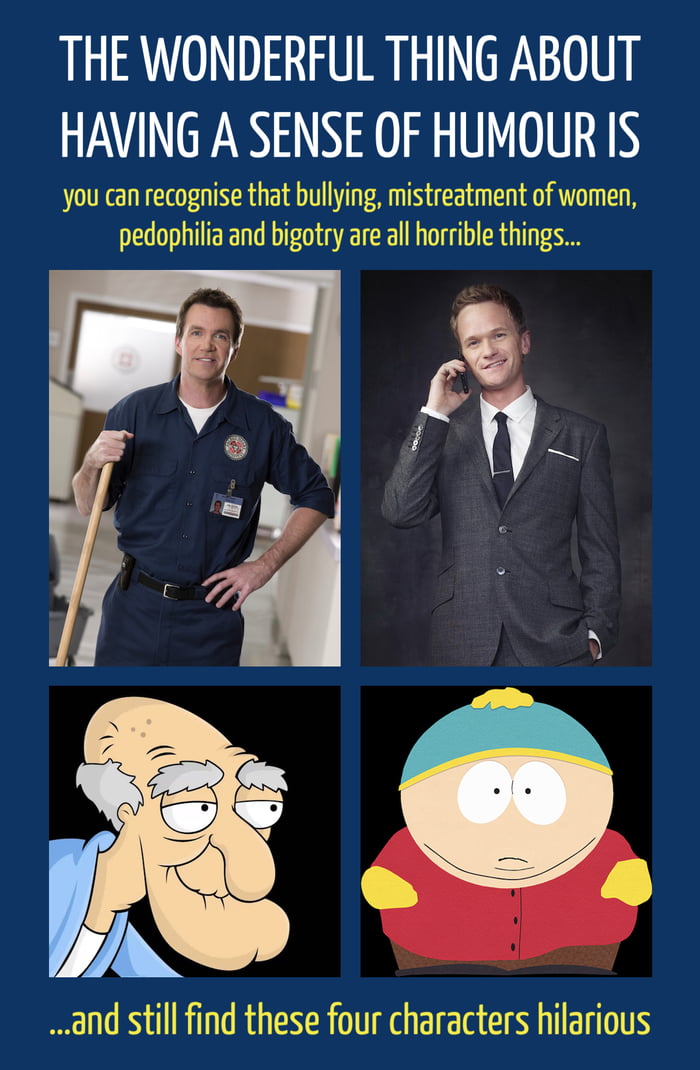 THE WONDERFUL THING ABOUT
HAVING A SENSE OF HUMOUR IS
you can recognise that bullying, mistreatment of women,
pedophilia and bigotry are all horrible things...
...and still find these four characters hilarious